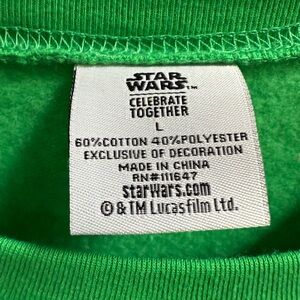 STAR
WARS™
CELEBRATE
TOGETHER
L
60%COTTON 40%POLYESTER
EXCLUSIVE OF DECORATION
MADE IN CHINA
RN#111647
starwars.com
©&TM Lucasfilm Ltd.